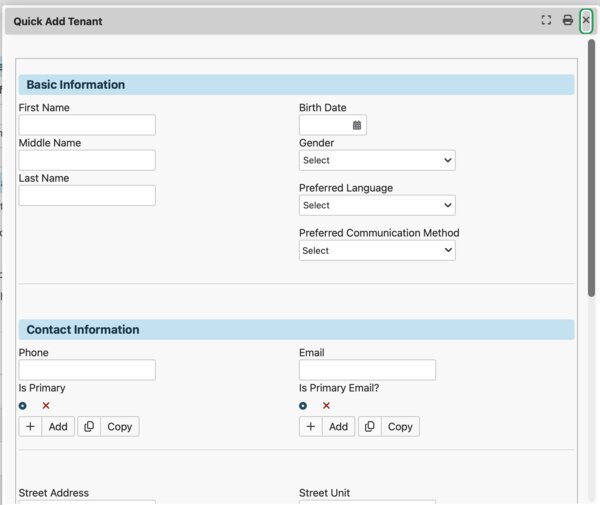 Quick Add Tenant
Basic Information
First Name
Birth Date
Middle Name
Gender
Select
Last Name
Preferred Language
Select
Preferred Communication Method
Select
Contact Information
Phone
Email
Is Primary
Is Primary Email?
Add Copy
Add Copy
Street Address
Street Unit